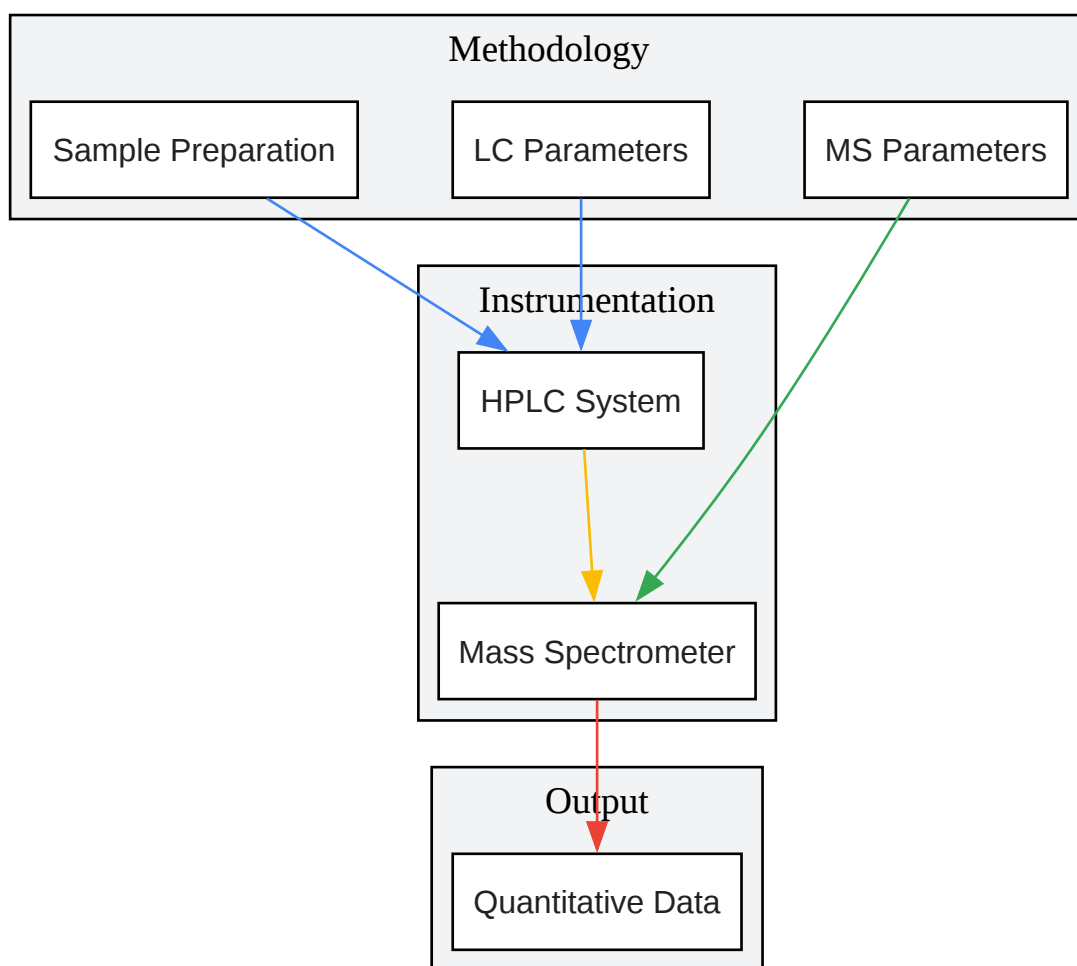 Methodology
Sample Preparation
LC Parameters
MS Parameters
Instrumentation
HPLC System
Mass Spectrometer
Output
Quantitative Data